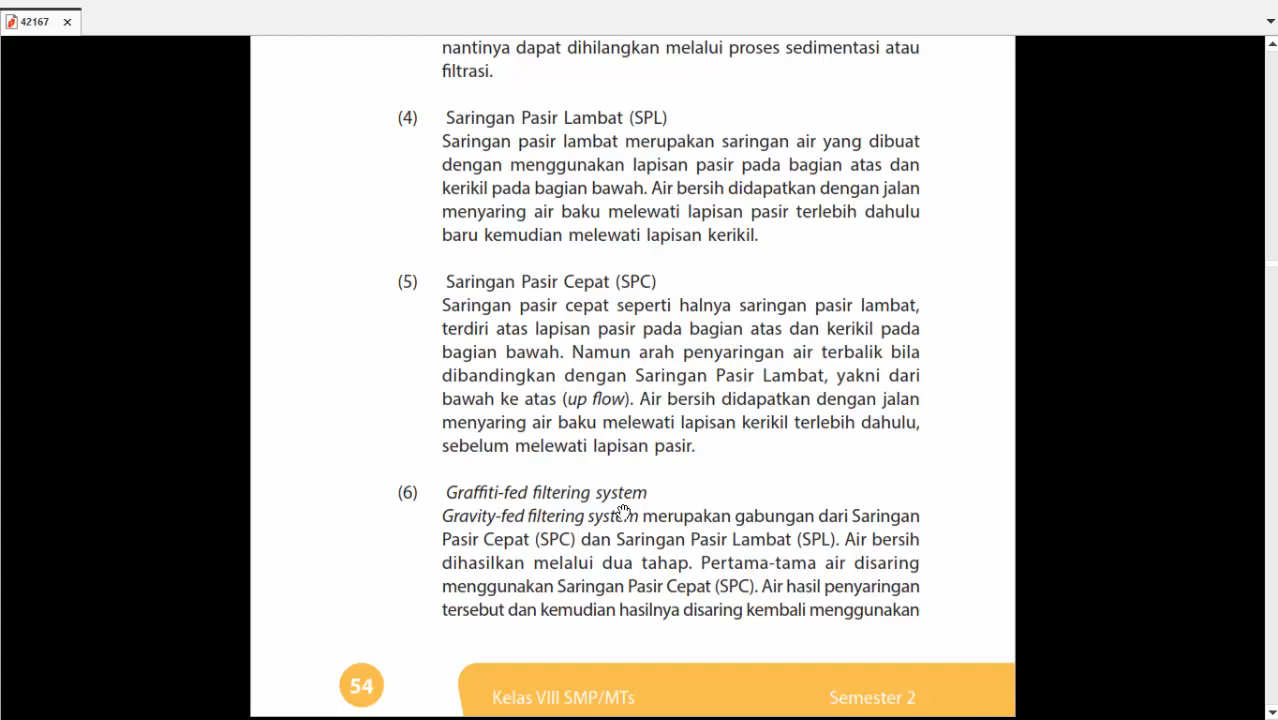 42167
nantinya dapat dihilangkan melalui proses sedimentasi atau
filtrasi.
(4) Saringan Pasir Lambat (SPL)
Saringan pasir lambat merupakan saringan air yang dibuat
dengan menggunakan lapisan pasir pada bagian atas dan
kerikil pada bagian bawah. Air bersih didapatkan dengan jalan
menyaring air baku melewati lapisan pasir terlebih dahulu
baru kemudian melewati lapisan kerikil.
(5) Saringan Pasir Cepat (SPC)
Saringan pasir cepat seperti halnya saringan pasir lambat,
terdiri atas lapisan pasir pada bagian atas dan kerikil pada
bagian bawah. Namun arah penyaringan air terbalik bila
dibandingkan dengan Saringan Pasir Lambat, yakni dari
bawah ke atas (up flow). Air bersih didapatkan dengan jalan
menyaring air baku melewati lapisan kerikil terlebih dahulu,
sebelum melewati lapisan pasir.
(6) Graffiti-fed filtering system
Gravity-fed filtering system merupakan gabungan dari Saringan
Pasir Cepat (SPC) dan Saringan Pasir Lambat (SPL). Air bersih
dihasilkan melalui dua tahap. Pertama-tama air disaring
menggunakan Saringan Pasir Cepat (SPC). Air hasil penyaringan
tersebut dan kemudian hasilnya disaring kembali menggunakan
54 Kelas VIII SMP/MTs Semester 2